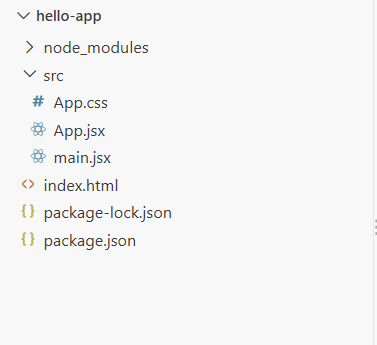 hello-app
node_modules
src
App.css
App.jsx
main.jsx
index.html
package-lock.json
package.json